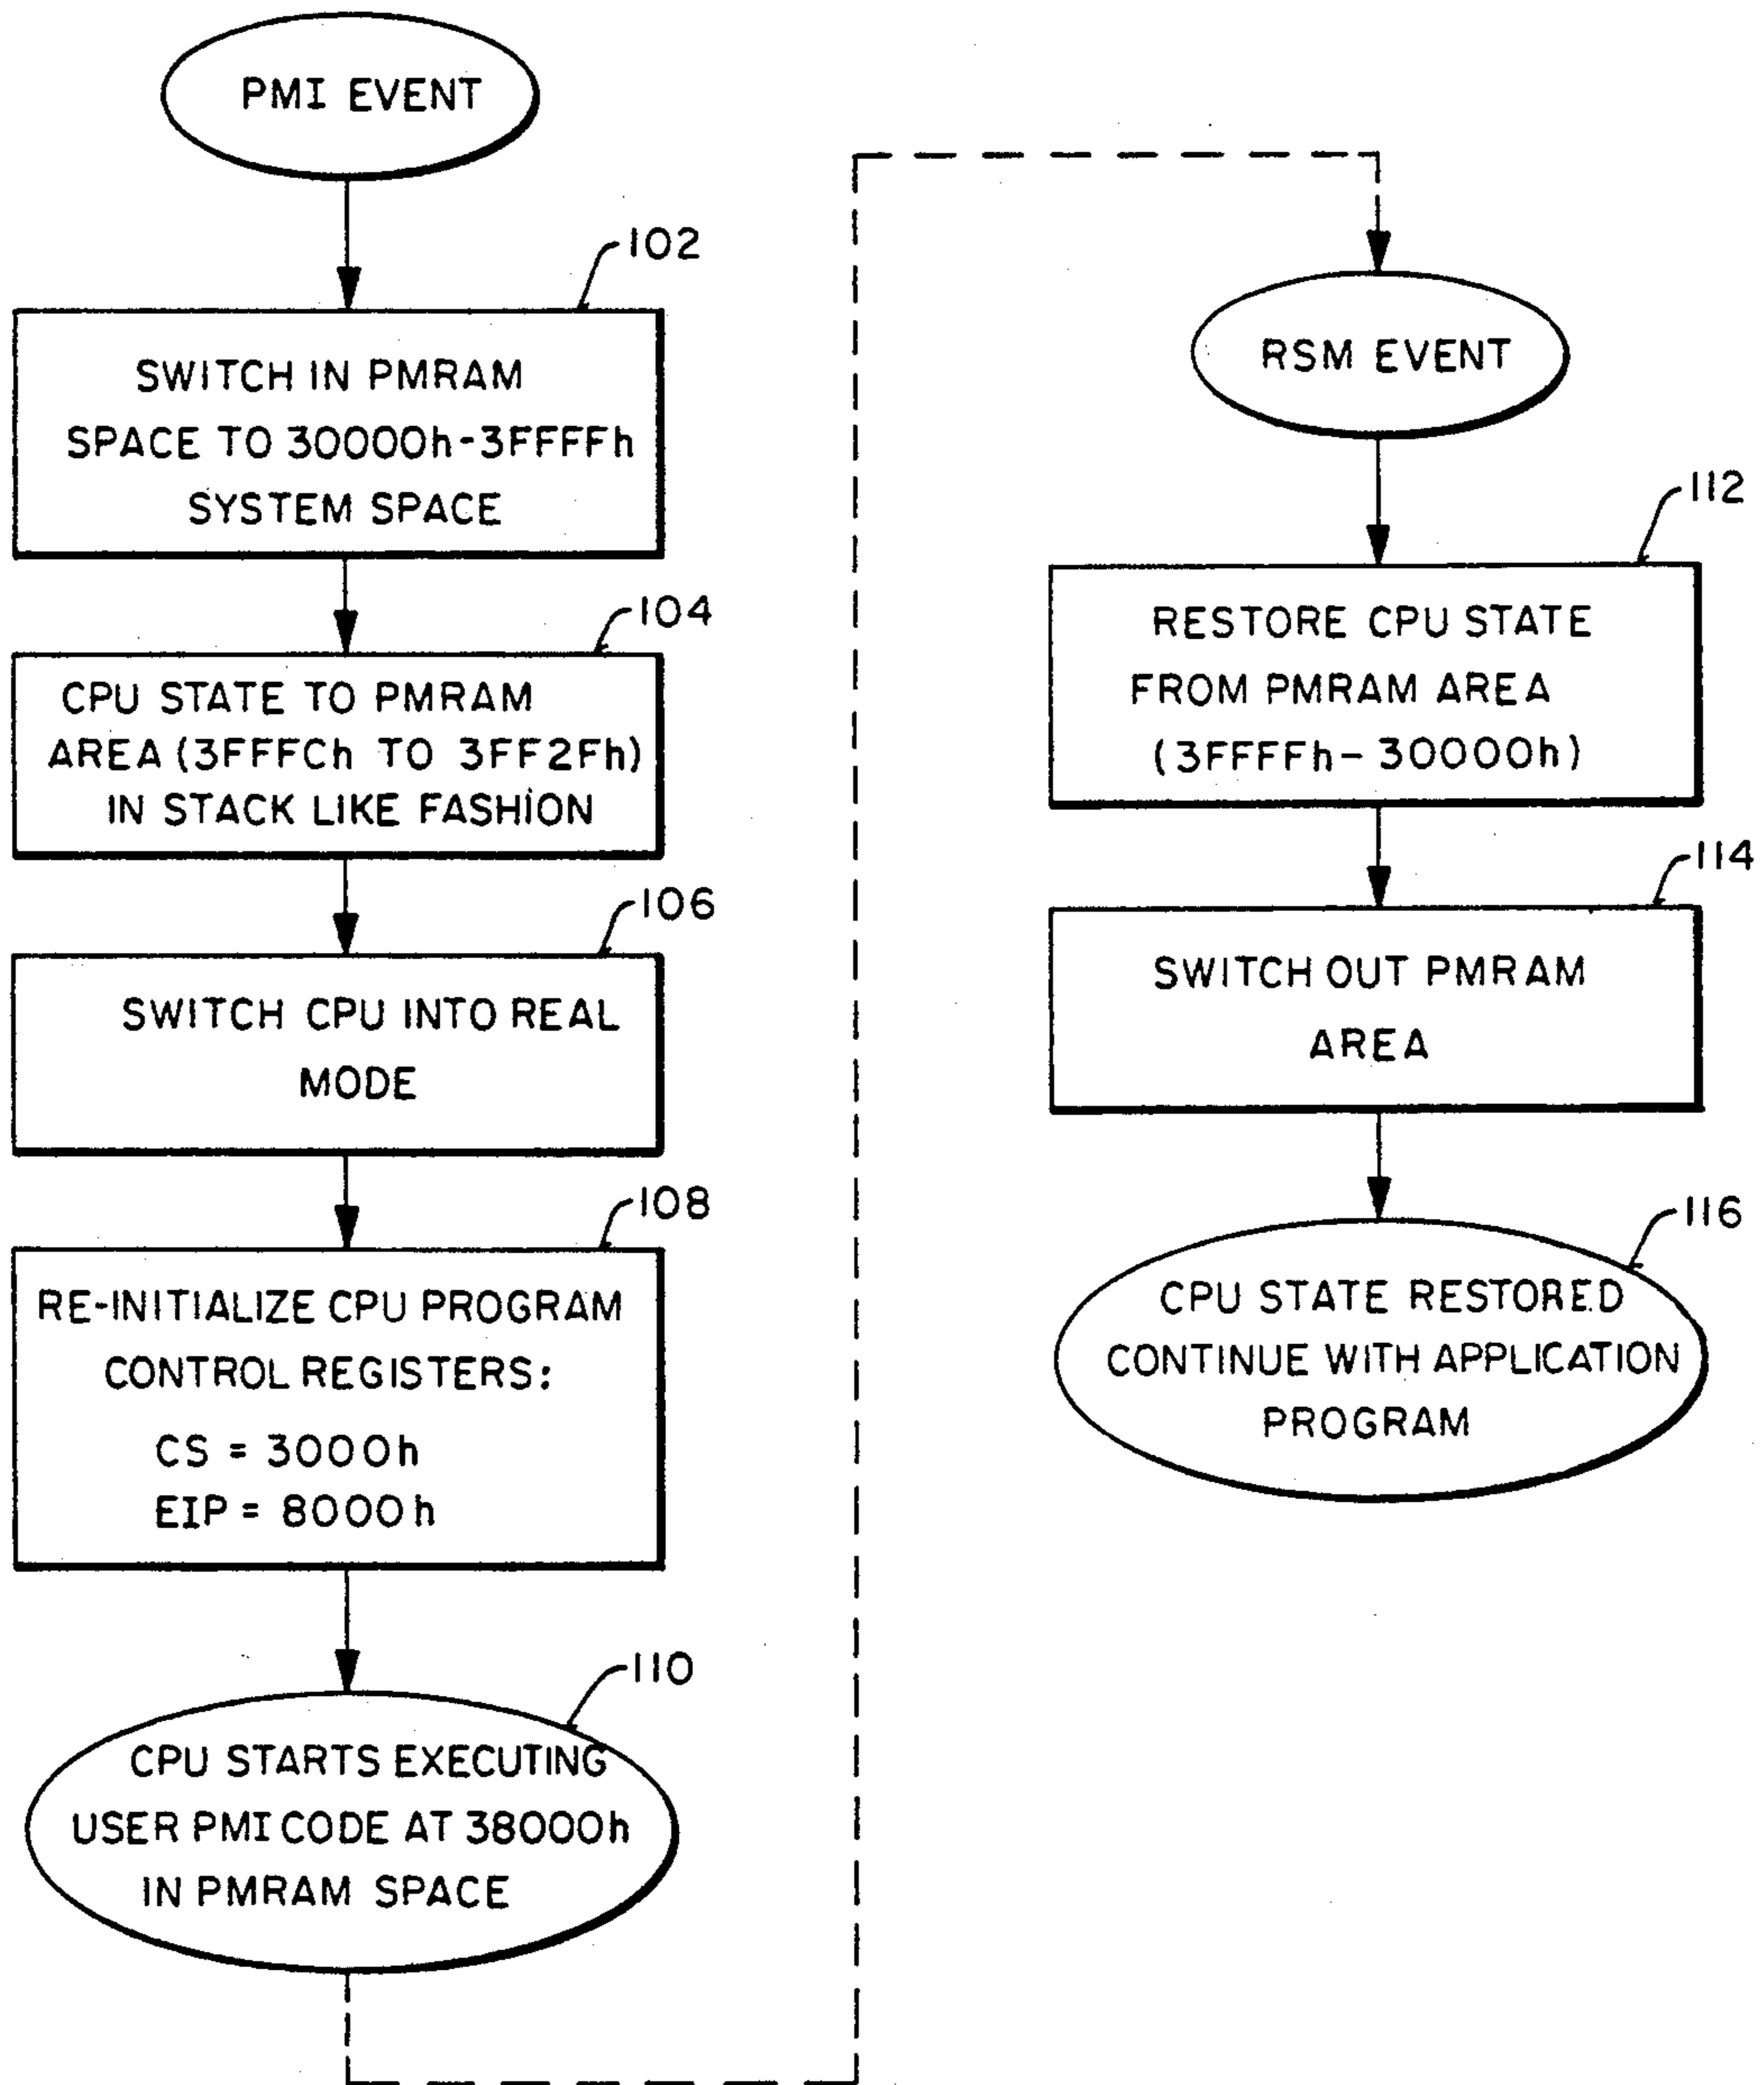 PMI EVENT
102
SWITCH IN PMRAM
SPACE TO 30000h-3FFFFh
SYSTEM SPACE
104
CPU STATE TO PMRAM
AREA (3FFFCh TO 3FF2Fh)
IN STACK LIKE FASHION
106
SWITCH CPU INTO REAL
MODE
108
RE-INITIALIZE CPU PROGRAM
CONTROL REGISTERS:
CS = 3000h
EIP = 8000h
110
CPU STARTS EXECUTING
USER PMI CODE AT 38000h
IN PMRAM SPACE
RSM EVENT
112
RESTORE CPU STATE
FROM PMRAM AREA
(3FFFFh-30000h)
114
SWITCH OUT PMRAM
AREA
116
CPU STATE RESTORED
CONTINUE WITH APPLICATION
PROGRAM